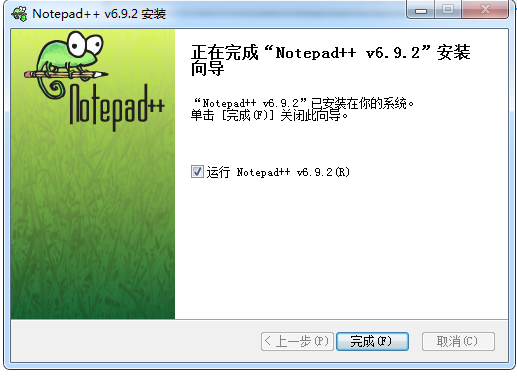 Notepad++ v6.9.2 安装
Notepad++
正在完成“Notepad++ v6.9.2”安装
向导
“Notepad++ v6.9.2”已安装在你的系统。
单击 [完成(F)] 关闭此向导。
运行 Notepad++ v6.9.2(R)
< 上一步(P)
完成(F)
取消(C)